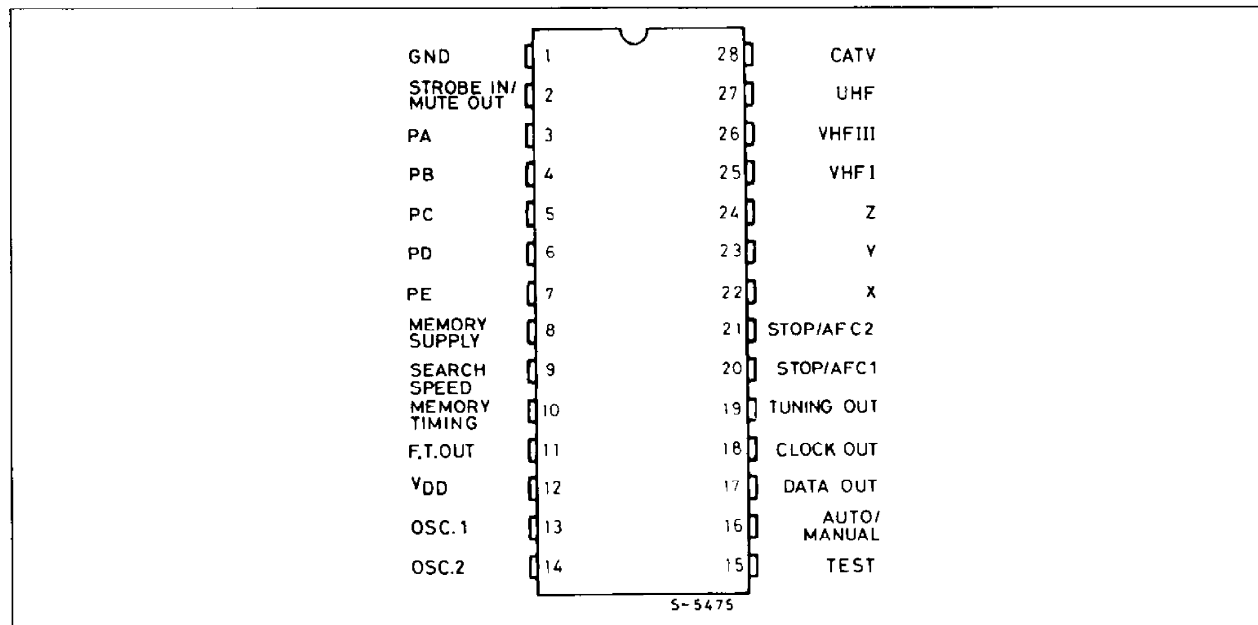 GND 1 28 CATV
STROBE IN/
MUTE OUT 2 27 UHF
PA 3 26 VHFIII
PB 4 25 VHF I
PC 5 24 Z
PD 6 23 Y
PE 7 22 X
MEMORY
SUPPLY 8 21 STOP/AFC2
SEARCH
SPEED 9 20 STOP/AFC1
MEMORY
TIMING 10 19 TUNING OUT
F.T.OUT 11 18 CLOCK OUT
VDD 12 17 DATA OUT
OSC.1 13 16 AUTO/
MANUAL
OSC.2 14 15 TEST
S-5475